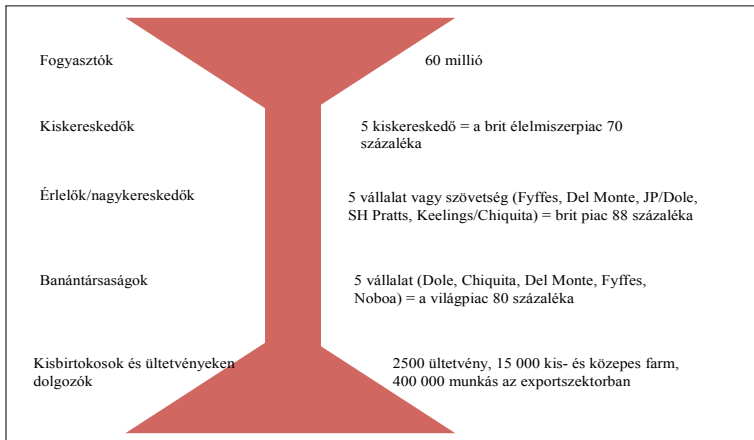 Fogyasztók 60 millió
Kiskereskedők 5 kiskereskedő = a brit élelmiszerpiac 70
százaléka
Érlelők/nagykereskedők 5 vállalat vagy szövetség (Fyffes, Del Monte, JP/Dole,
SH Pratts, Keelings/Chiquita) = brit piac 88 százaléka
Banántársaságok 5 vállalat (Dole, Chiquita, Del Monte, Fyffes,
Noboa) = a világpiac 80 százaléka
Kisbirtokosok és ültetvényeken
dolgozók
2500 ültetvény, 15 000 kis- és közepes farm,
400 000 munkás az exportszektorban